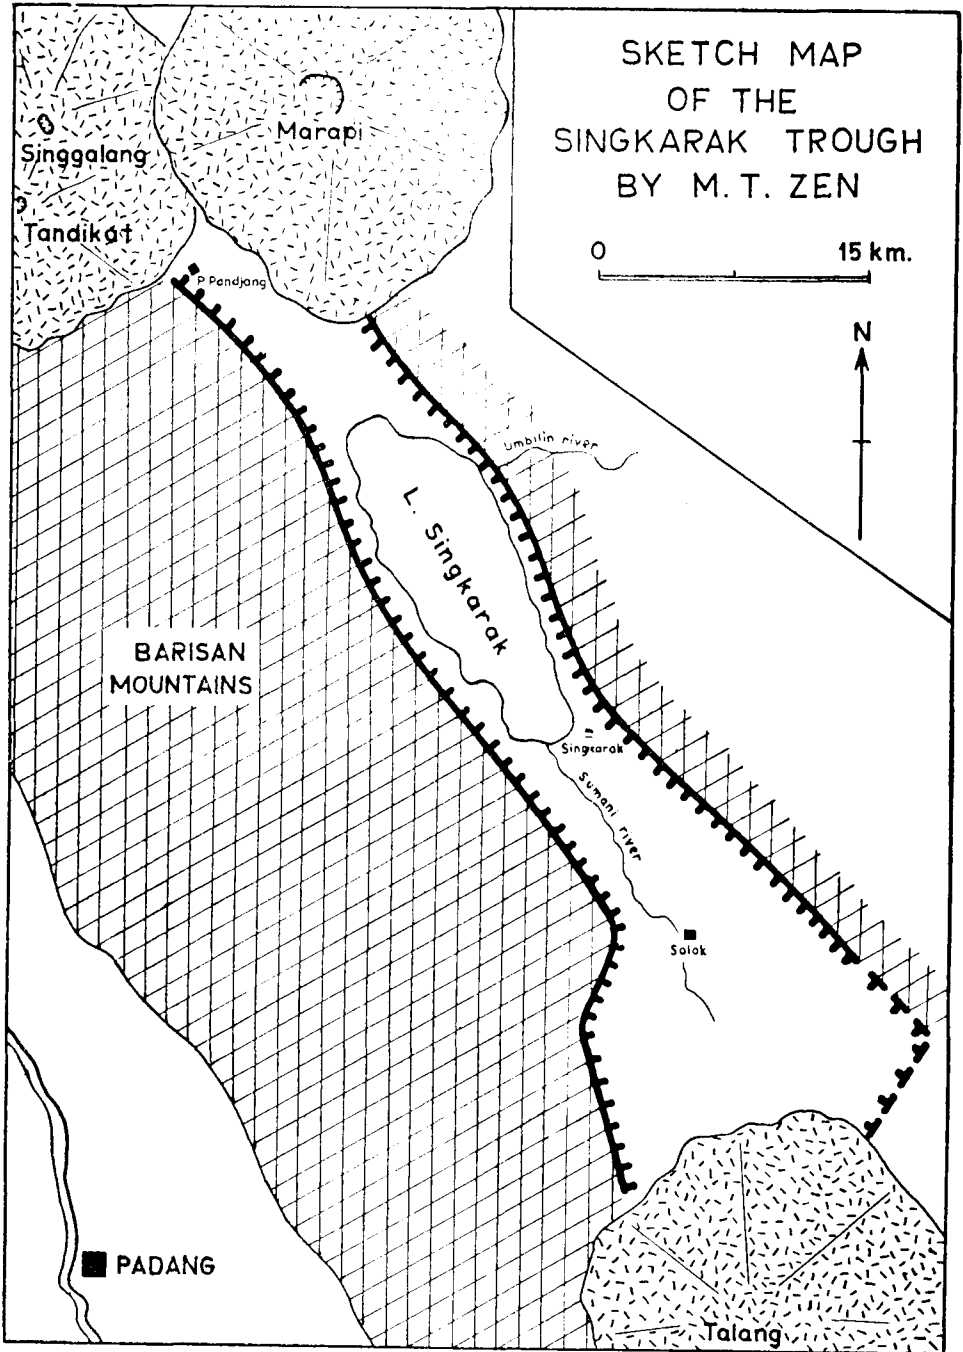 SKETCH MAP
OF THE
SINGKARAK TROUGH
BY M. T. ZEN
0 15 km.
N
Marapi
Singgalang
Tandikat
P. Pandjang
Umbilin river
L. Singkarak
BARISAN
MOUNTAINS
Singkarak
Sumani river
Solok
PADANG
Talang